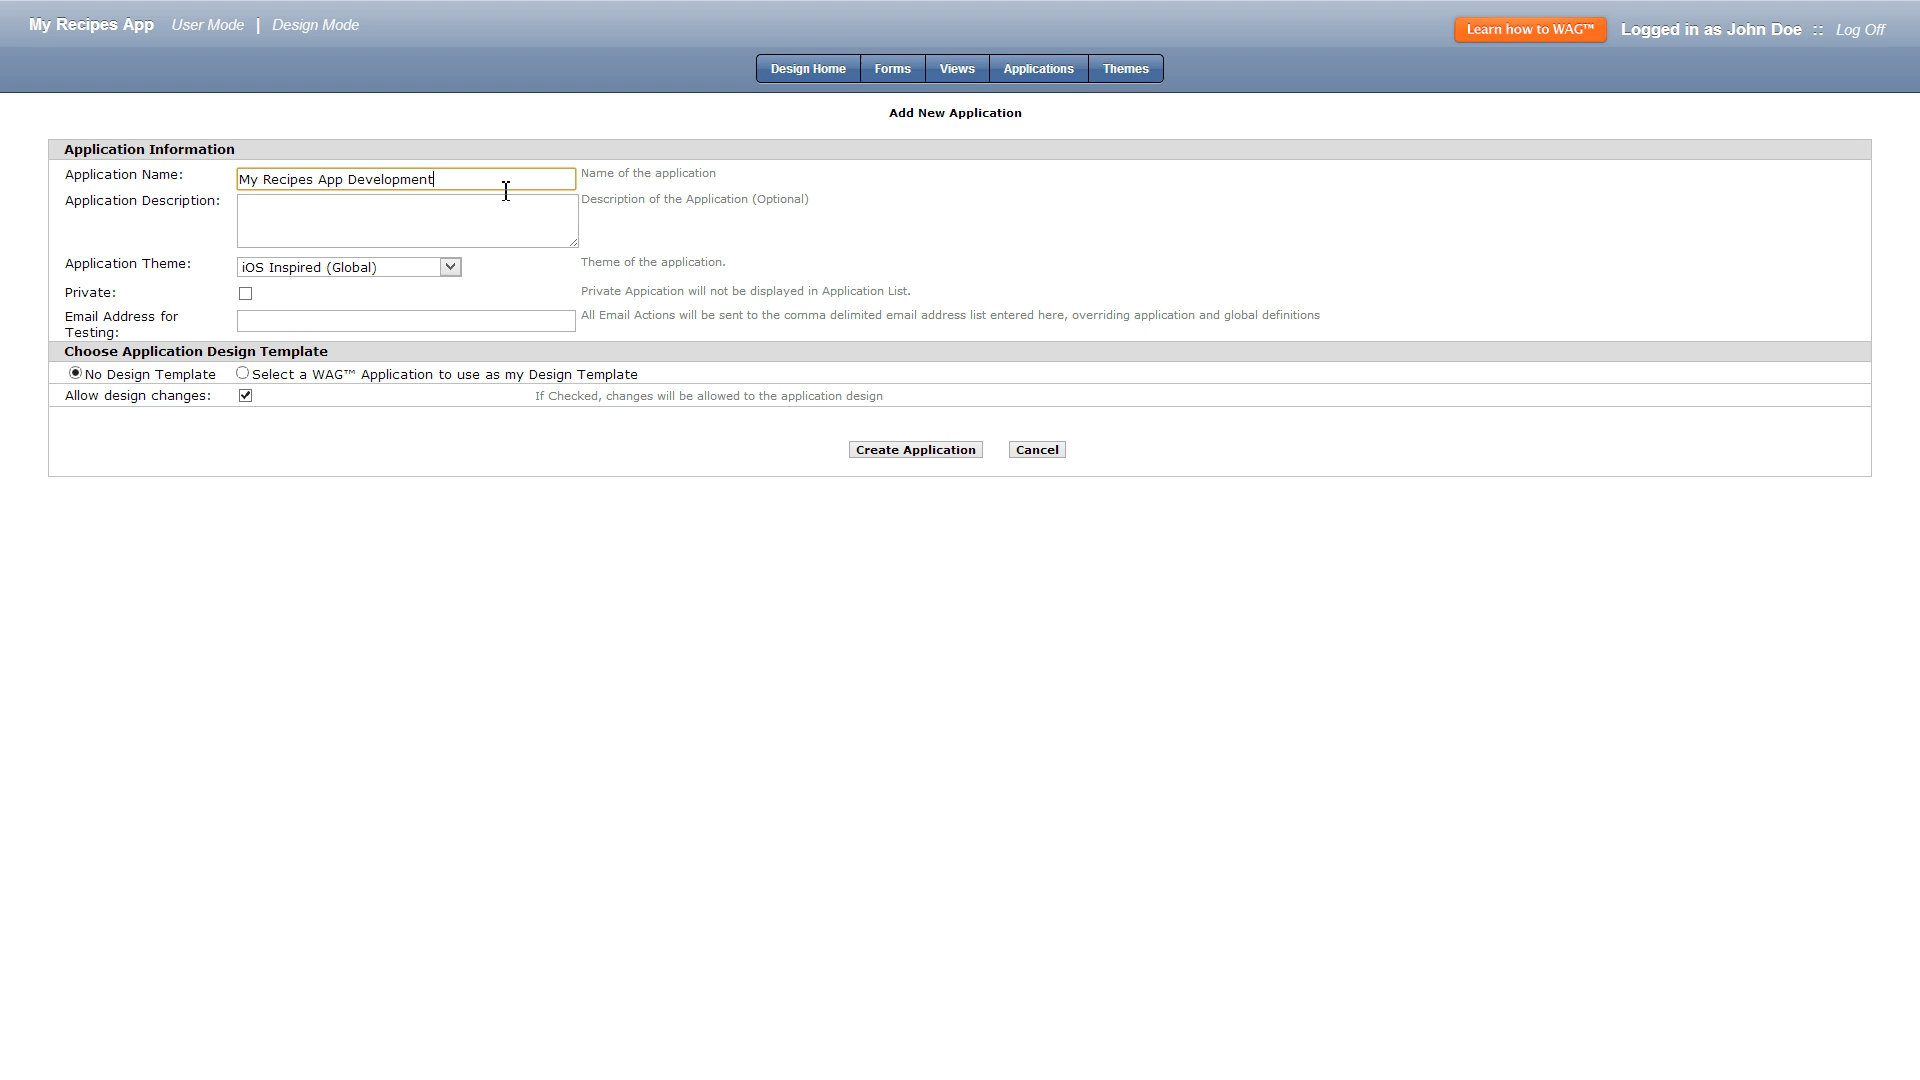 My Recipes App User Mode | Design Mode
Learn how to WAG™ Logged in as John Doe :: Log Off
Design Home Forms Views Applications Themes
Add New Application
Application Information
Application Name: My Recipes App Development Name of the application
Application Description: Description of the Application (Optional)
Application Theme: iOS Inspired (Global) Theme of the application.
Private: Private Appication will not be displayed in Application List.
Email Address for Testing: All Email Actions will be sent to the comma delimited email address list entered here, overriding application and global definitions
Choose Application Design Template
No Design Template Select a WAG™ Application to use as my Design Template
Allow design changes: If Checked, changes will be allowed to the application design
Create Application Cancel